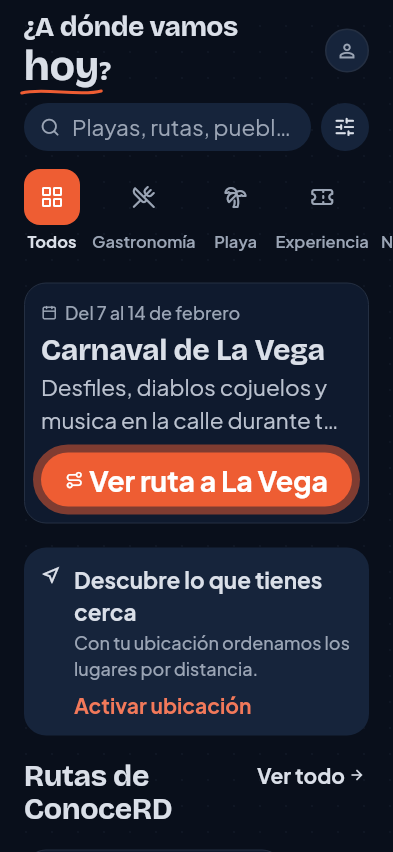 ¿A dónde vamos
hoy?
Playas, rutas, puebl...
Todos Gastronomía Playa Experiencia N
Del 7 al 14 de febrero
Carnaval de La Vega
Desfiles, diablos cojuelos y
musica en la calle durante t...
Ver ruta a La Vega
Descubre lo que tienes
cerca
Con tu ubicación ordenamos los
lugares por distancia.
Activar ubicación
Rutas de
ConoceRD
Ver todo →